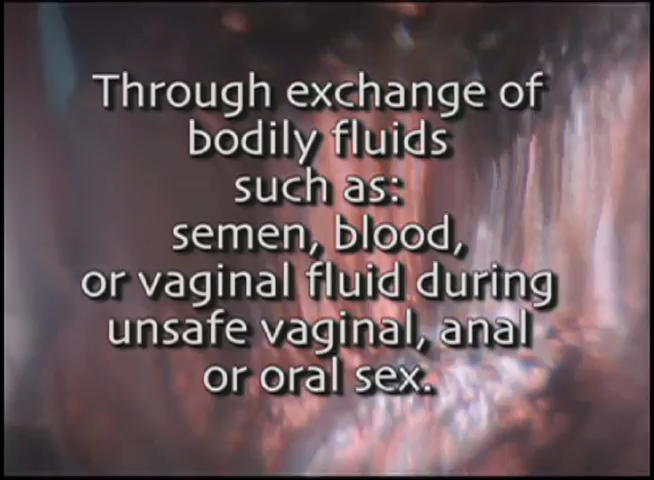 Through exchange of
bodily fluids
such as:
semen, blood,
or vaginal fluid during
unsafe vaginal, anal
or oral sex.